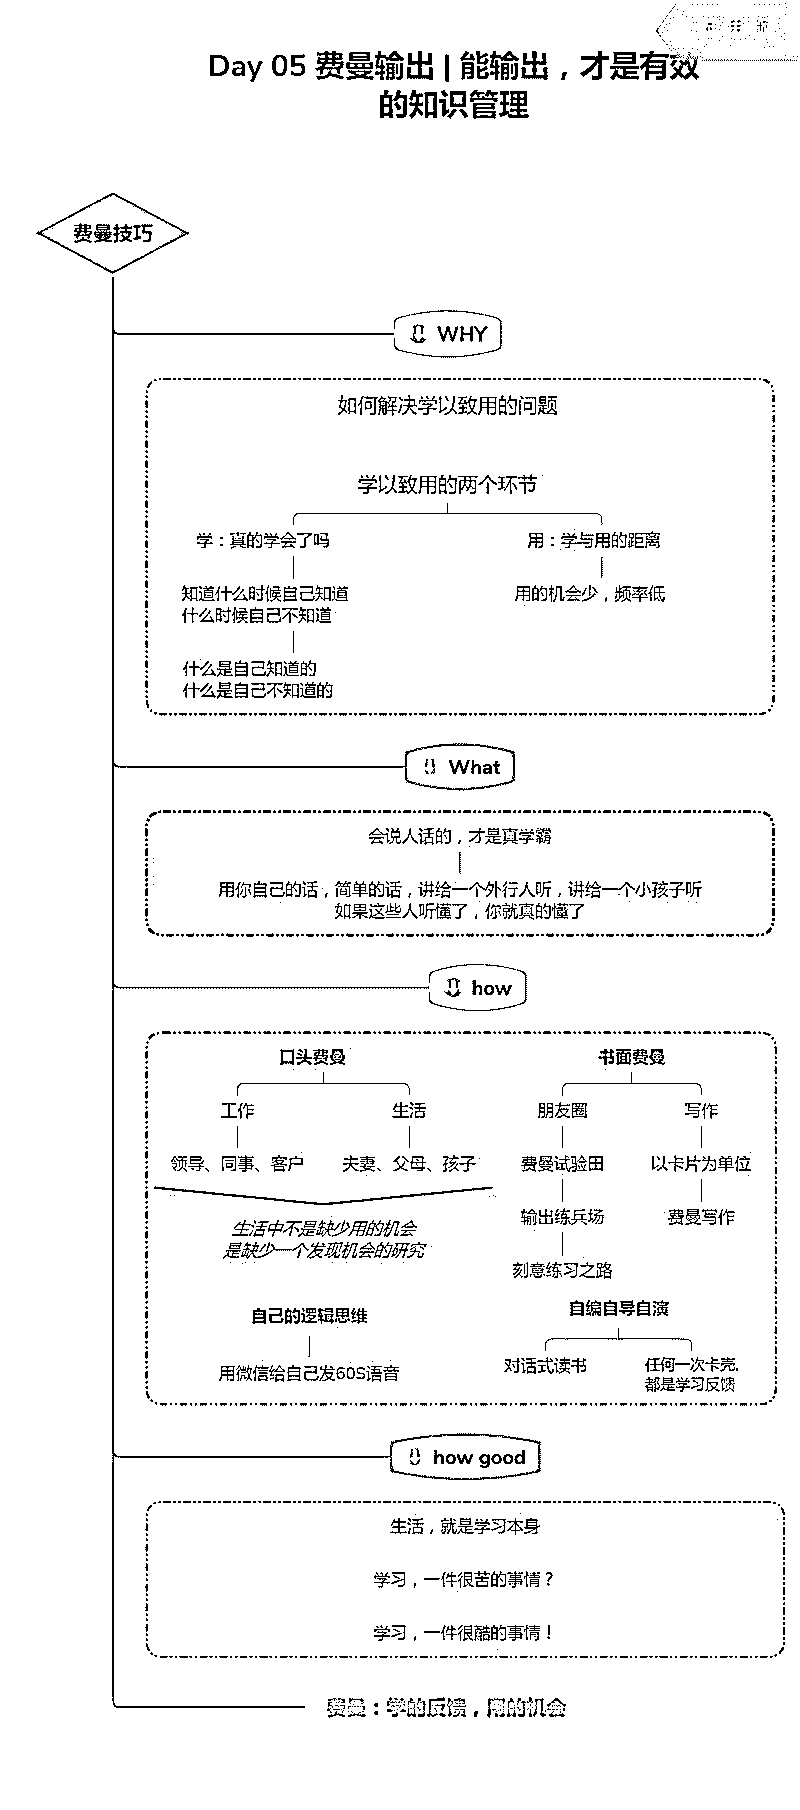 Day 05 费曼输出 | 能输出，才是有效
的知识管理
费曼技巧
WHY
如何解决学以致用的问题
学以致用的两个环节
学：真的学会了吗
用：学与用的距离
知道什么时候自己知道
什么时候自己不知道
用的机会少，频率低
什么是自己知道的
什么是自己不知道的
What
会说人话的，才是真学霸
用你自己的话，简单的话，讲给一个外行人听，讲给一个小孩子听
如果这些人听懂了，你就真的懂了
how
口头费曼
书面费曼
工作
生活
朋友圈
写作
领导、同事、客户
夫妻、父母、孩子
费曼试验田
以卡片为单位
输出练兵场
费曼写作
生活中不是缺少用的机会
是缺少一个发现机会的研究
刻意练习之路
自己的逻辑思维
自编自导自演
用微信给自己发60S语音
对话式读书
任何一次卡壳，
都是学习反馈
how good
生活，就是学习本身
学习，一件很苦的事情？
学习，一件很酷的事情！
费曼：学的反馈，用的机会